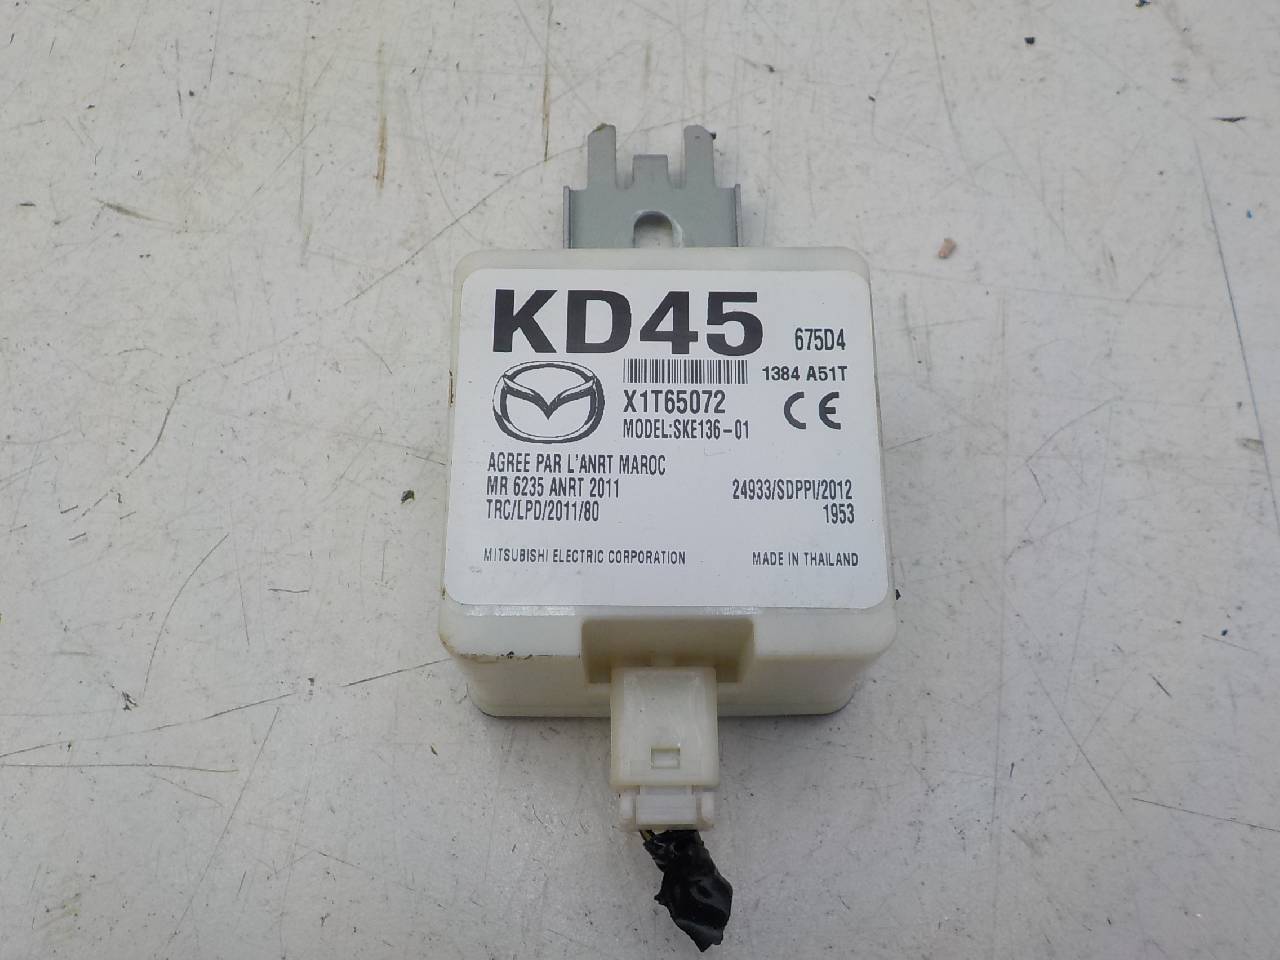 KD45 675D4
1384 A51T
X1T65072
MODEL:SKE136-01
CE
AGREE PAR L'ANRT MAROC
MR 6235 ANRT 2011 24933/SDPPI/2012
TRC/LPD/2011/80 1953
MITSUBISHI ELECTRIC CORPORATION MADE IN THAILAND